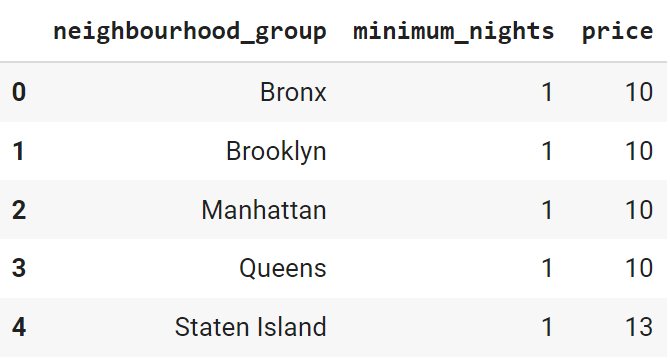 neighbourhood_group minimum_nights price
0 Bronx 1 10
1 Brooklyn 1 10
2 Manhattan 1 10
3 Queens 1 10
4 Staten Island 1 13